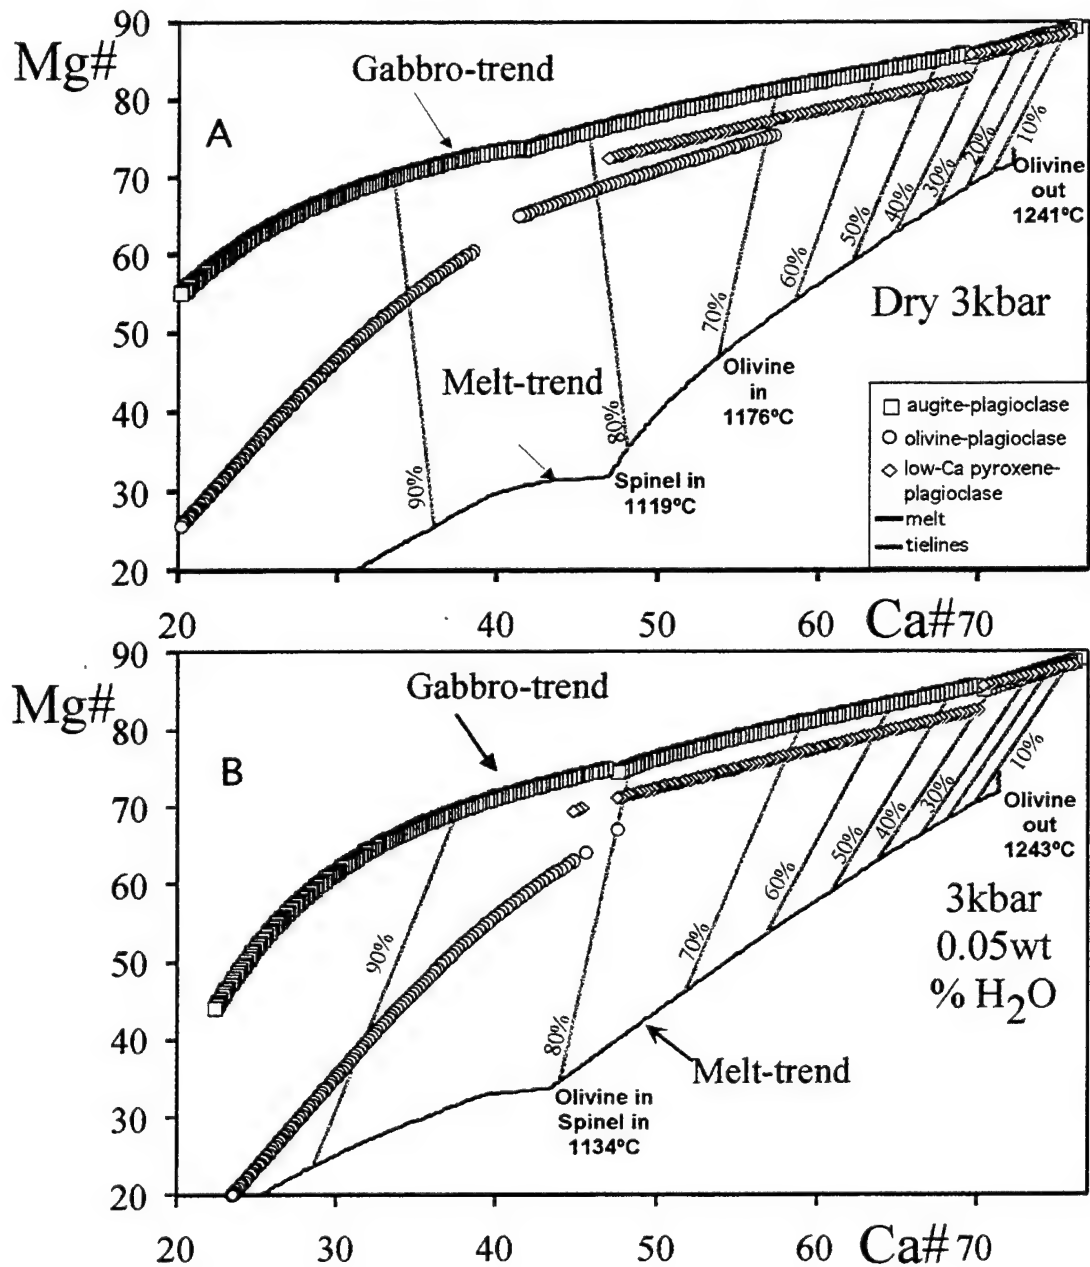 90
Mg#
Gabbro-trend
80
A
70
10%
20%
30%
40%
50%
60%
70%
80%
90%
Olivine
out
1241ºC
60
Dry 3kbar
50
Melt-trend
Olivine
in
1176ºC
40
augite-plagioclase
olivine-plagioclase
low-Ca pyroxene-
plagioclase
melt
tielines
30
Spinel in
1119ºC
20
20
40
50
60
Ca#
70
90
Mg#
Gabbro-trend
80
B
70
10%
30%
40%
50%
60%
70%
80%
90%
Olivine
out
1243ºC
60
3kbar
0.05wt
% H₂O
50
40
Melt-trend
Olivine in
Spinel in
1134ºC
30
20
20
30
40
50
60
Ca#
70